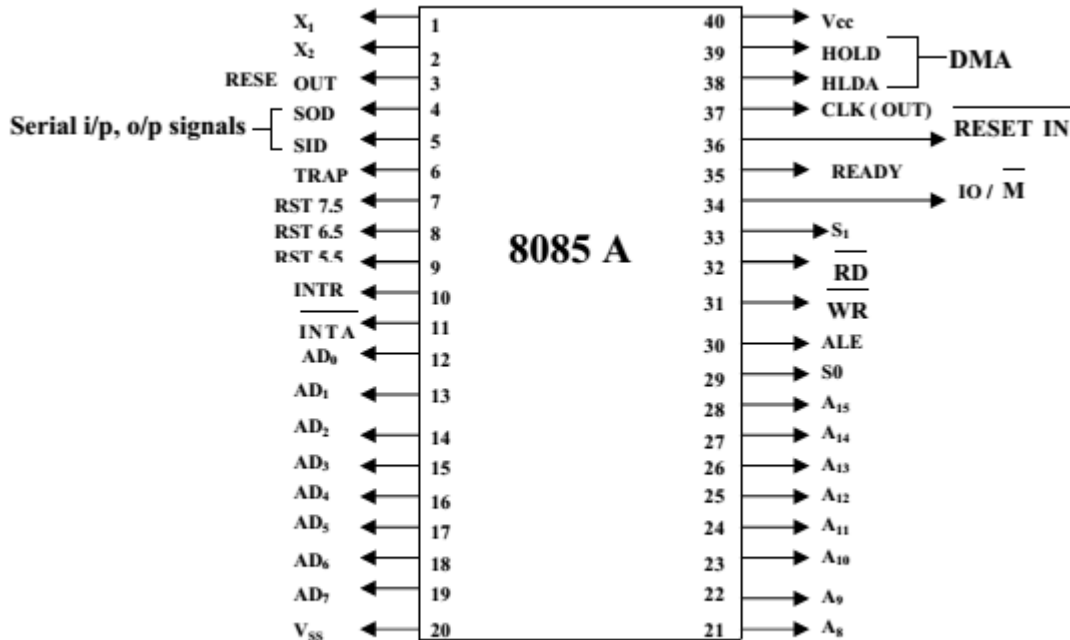 X₁ 1 40 Vcc
X₂ 2 39 HOLD
DMA
RESE OUT 3 38 HLDA
SOD 4 37 CLK ( OUT)
Serial i/p, o/p signals
SID 5 36 RESET IN
TRAP 6 35 READY
RST 7.5 7 34 IO / M
RST 6.5 8 33 S₁
8085 A
RST 5.5 9 32 RD
INTR 10 31 WR
INTA 11 30 ALE
AD₀ 12 29 S0
AD₁ 13 28 A₁₅
AD₂ 14 27 A₁₄
AD₃ 15 26 A₁₃
AD₄ 16 25 A₁₂
AD₅ 17 24 A₁₁
AD₆ 18 23 A₁₀
AD₇ 19 22 A₉
VSS 20 21 A₈